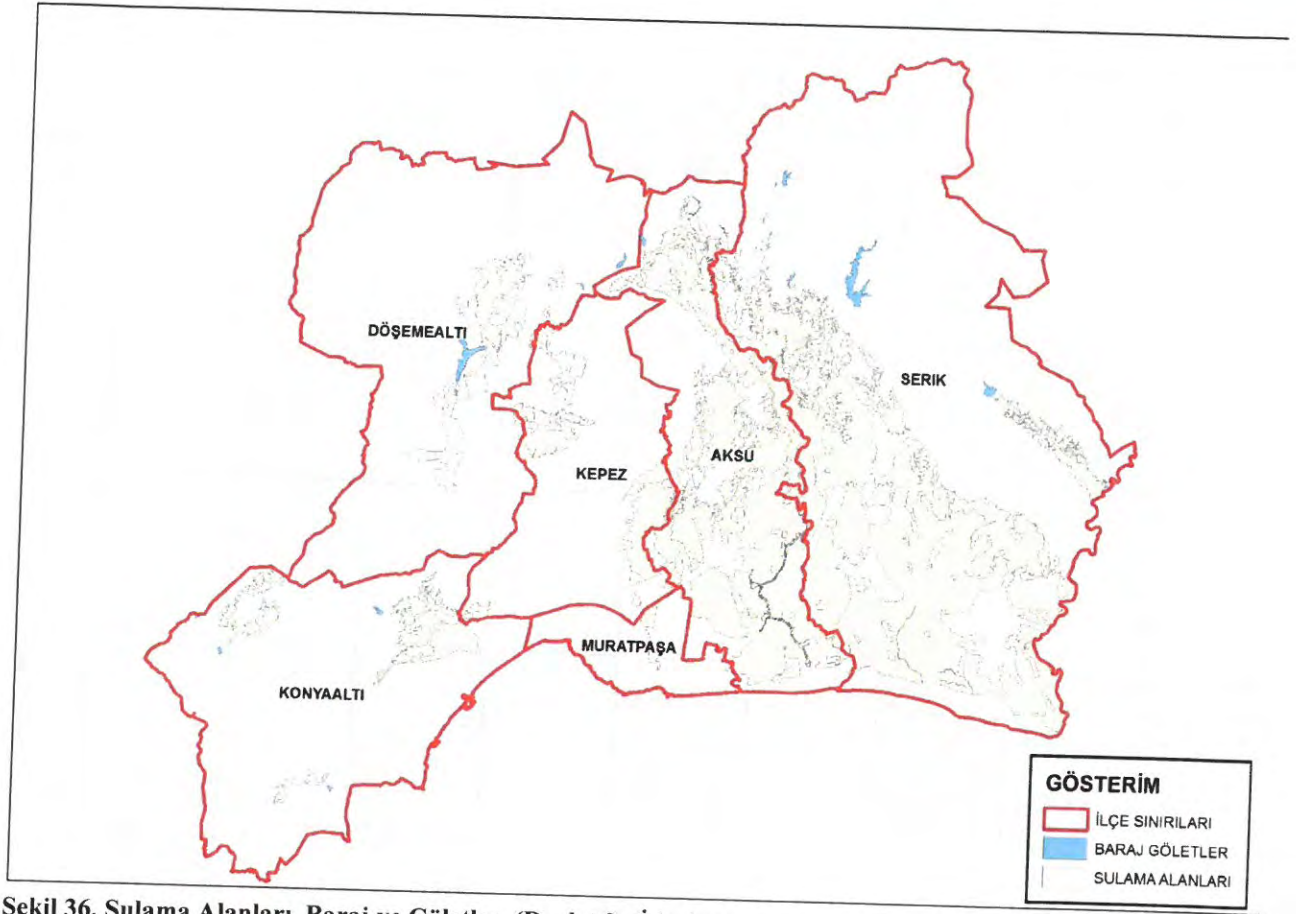 DÖŞEMEALTI
SERIK
KEPEZ
AKSU
MURATPAŞA
KONYAALTI
GÖSTERİM
İLÇE SINIRILARI
BARAJ GÖLETLER
SULAMA ALANLARI
Şekil 36. Sulama Alanları, Baraj ve Göletler